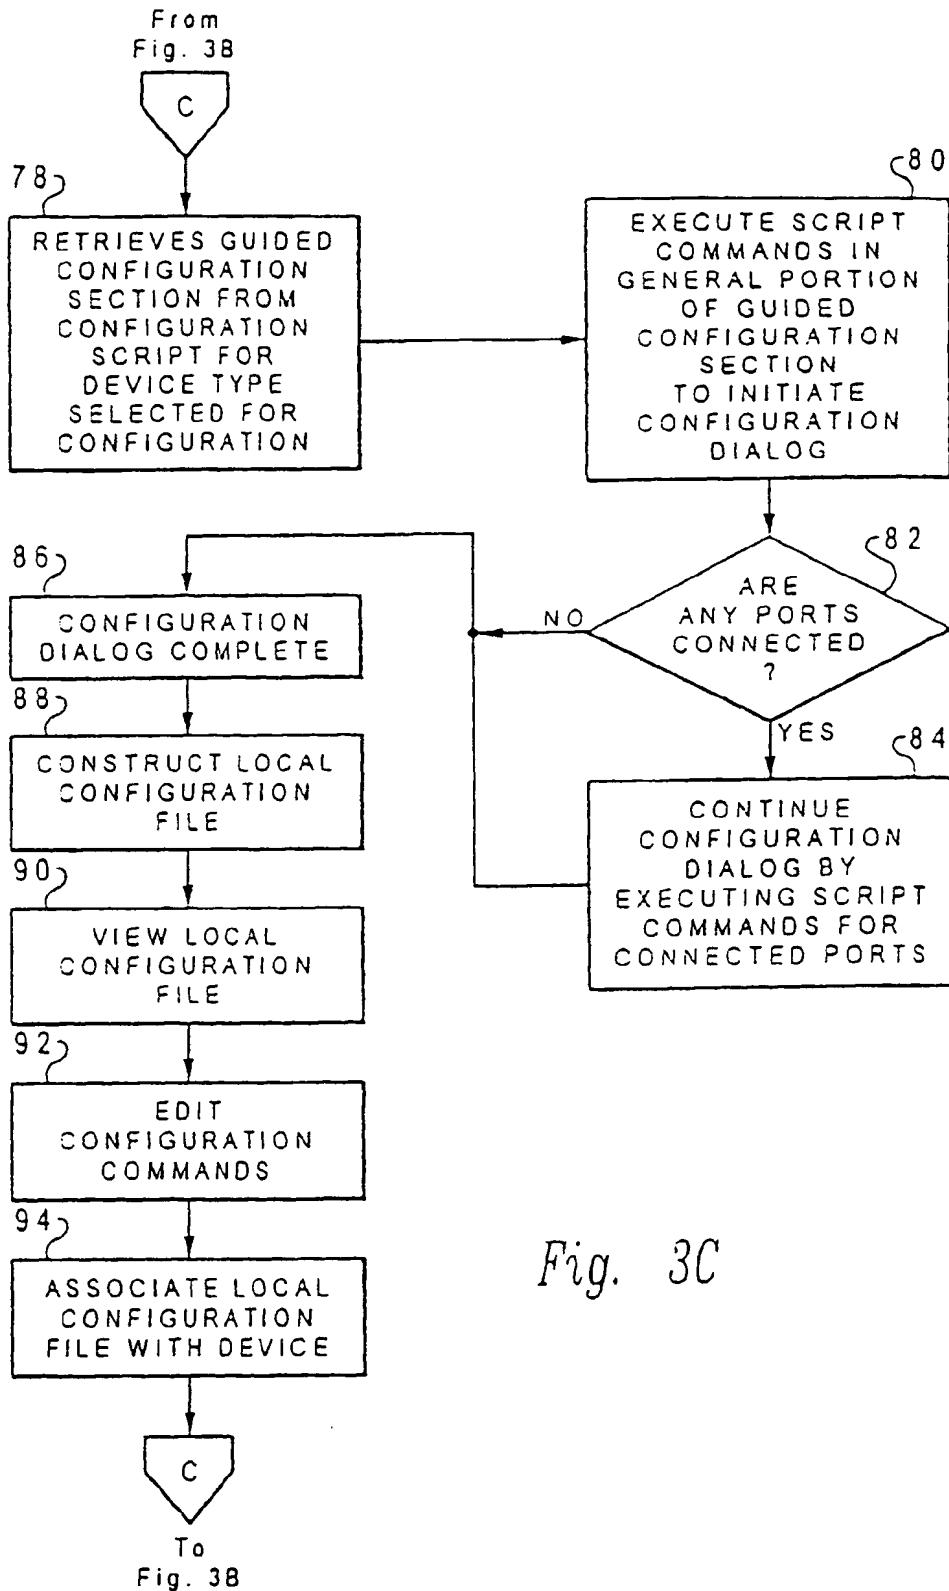 From
Fig. 3B
C
78
RETRIEVES GUIDED
CONFIGURATION
SECTION FROM
CONFIGURATION
SCRIPT FOR
DEVICE TYPE
SELECTED FOR
CONFIGURATION
80
EXECUTE SCRIPT
COMMANDS IN
GENERAL PORTION
OF GUIDED
CONFIGURATION
SECTION
TO INITIATE
CONFIGURATION
DIALOG
82
ARE
ANY PORTS
CONNECTED
?
NO
YES
84
CONTINUE
CONFIGURATION
DIALOG BY
EXECUTING SCRIPT
COMMANDS FOR
CONNECTED PORTS
86
CONFIGURATION
DIALOG COMPLETE
88
CONSTRUCT LOCAL
CONFIGURATION
FILE
90
VIEW LOCAL
CONFIGURATION
FILE
92
EDIT
CONFIGURATION
COMMANDS
94
ASSOCIATE LOCAL
CONFIGURATION
FILE WITH DEVICE
C
To
Fig. 3B
Fig. 3C